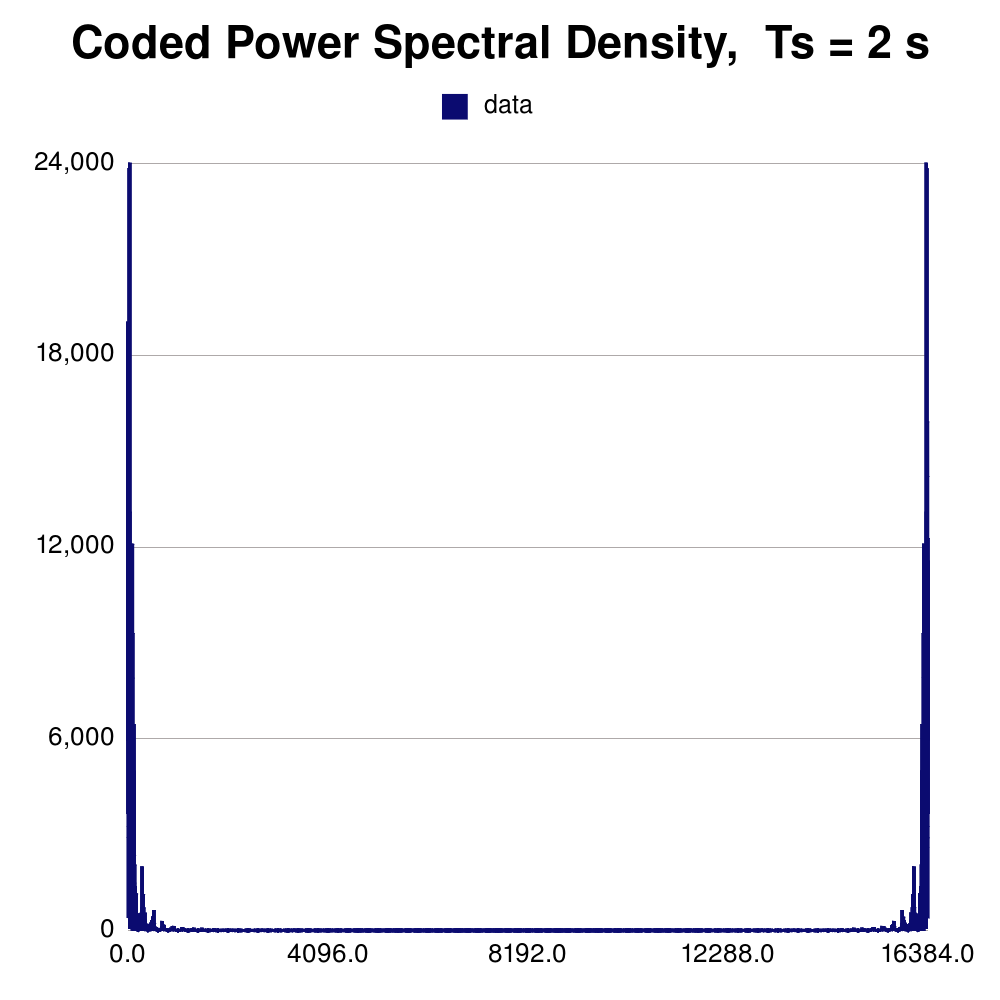 Coded Power Spectral Density,  Ts = 2 s
data
24,000
18,000
12,000
6,000
0
0.0 4096.0 8192.0 12288.0 16384.0